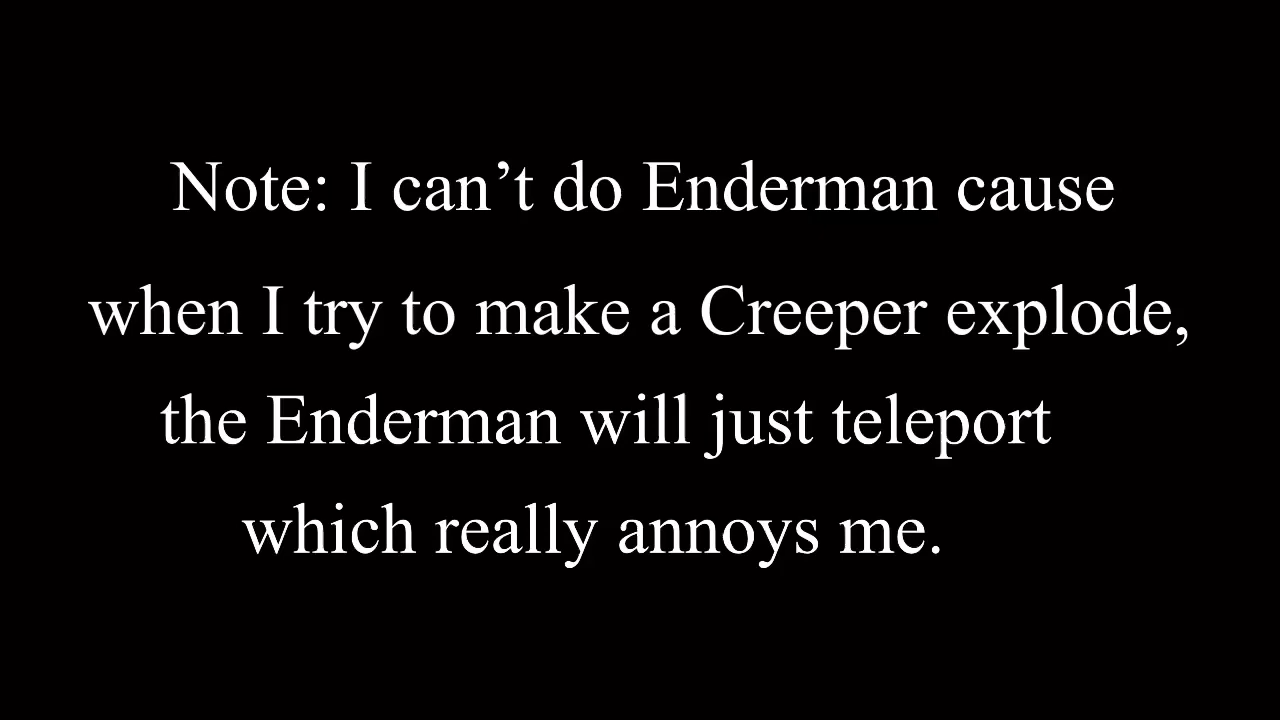 Note: I can’t do Enderman cause
when I try to make a Creeper explode,
the Enderman will just teleport
which really annoys me.